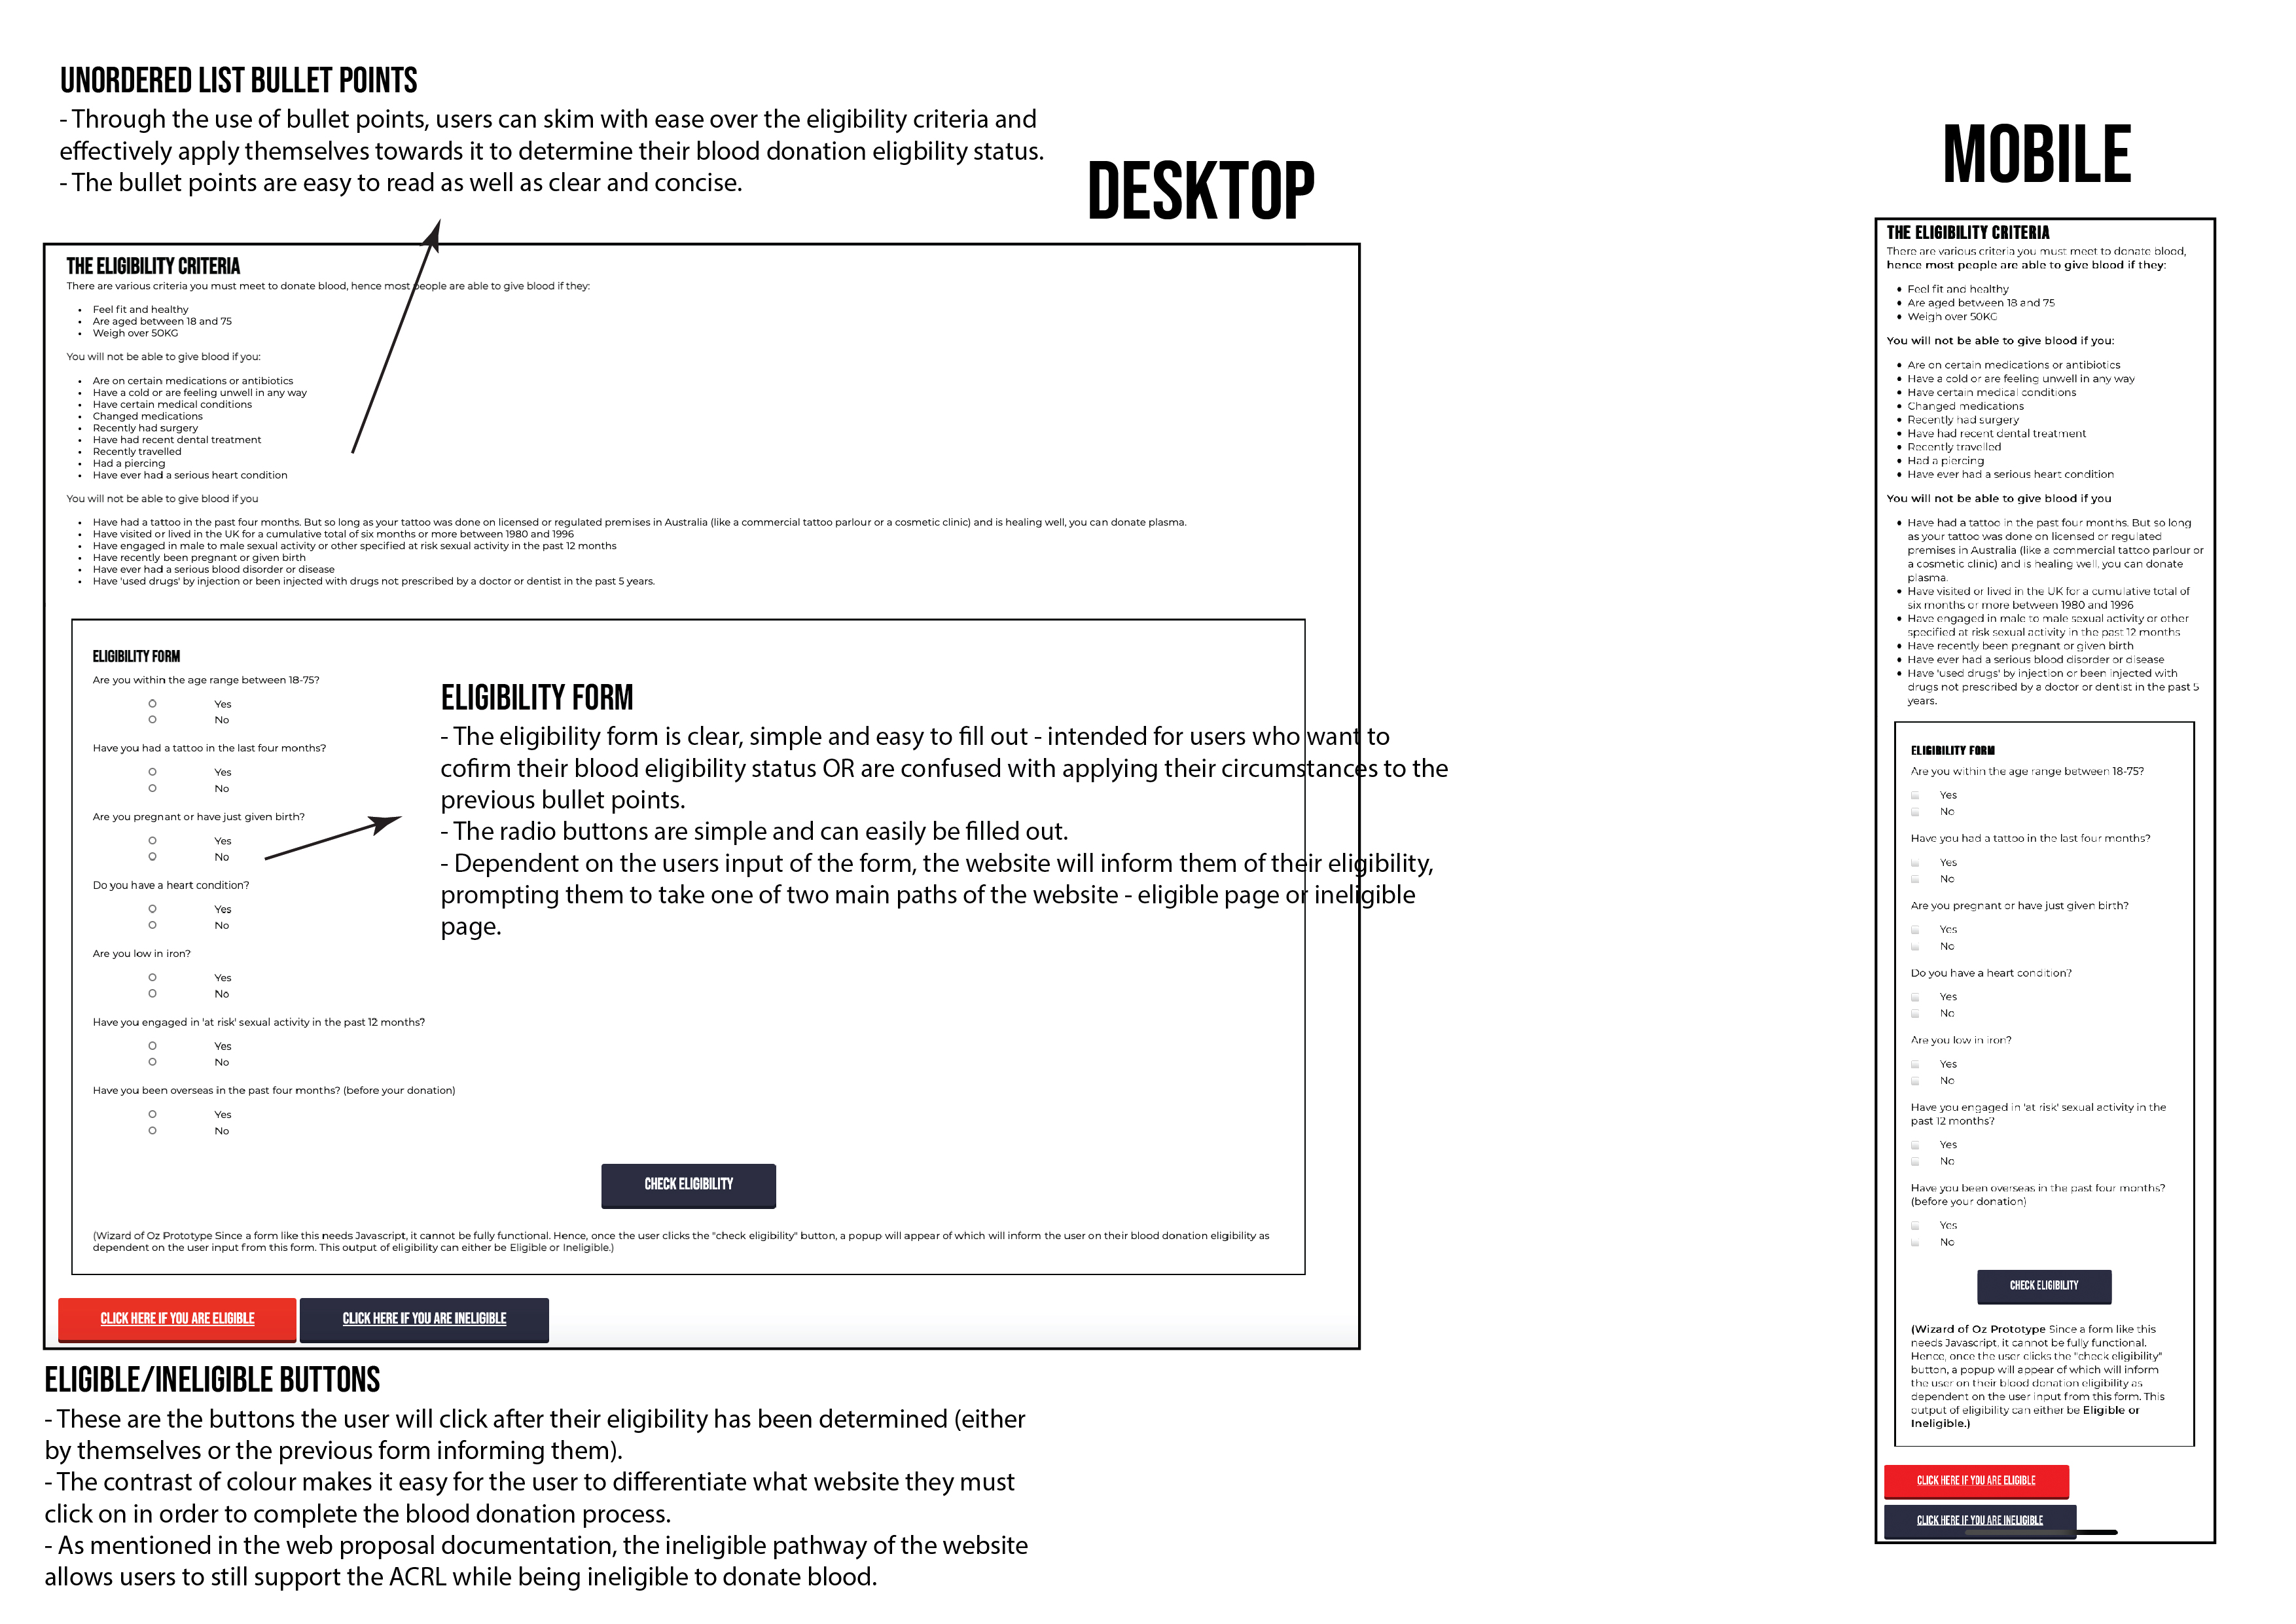 UNORDERED LIST BULLET POINTS
- Through the use of bullet points, users can skim with ease over the eligibility criteria and
effectively apply themselves towards it to determine their blood donation eligbility status.
- The bullet points are easy to read as well as clear and concise.
DESKTOP
THE ELIGIBILITY CRITERIA
There are various criteria you must meet to donate blood, hence most people are able to give blood if they:
• Feel fit and healthy
• Are aged between 18 and 75
• Weigh over 50KG
You will not be able to give blood if you:
• Are on certain medications or antibiotics
• Have a cold or are feeling unwell in any way
• Have certain medical conditions
• Changed medications
• Recently had surgery
• Have had recent dental treatment
• Recently travelled
• Had a piercing
• Have ever had a serious heart condition
You will not be able to give blood if you
• Have had a tattoo in the past four months. But so long as your tattoo was done on licensed or regulated premises in Australia (like a commercial tattoo parlour or a cosmetic clinic) and is healing well, you can donate plasma.
• Have visited or lived in the UK for a cumulative total of six months or more between 1980 and 1996
• Have engaged in male to male sexual activity or other specified at risk sexual activity in the past 12 months
• Have recently been pregnant or given birth
• Have ever had a serious blood disorder or disease
• Have 'used drugs' by injection or been injected with drugs not prescribed by a doctor or dentist in the past 5 years.
ELIGIBILITY FORM
Are you within the age range between 18-75?
Yes
No
Have you had a tattoo in the last four months?
Yes
No
Are you pregnant or have just given birth?
Yes
No
Do you have a heart condition?
Yes
No
Are you low in iron?
Yes
No
Have you engaged in 'at risk' sexual activity in the past 12 months?
Yes
No
Have you been overseas in the past four months? (before your donation)
Yes
No
ELIGIBILITY FORM
- The eligibility form is clear, simple and easy to fill out - intended for users who want to
cofirm their blood eligibility status OR are confused with applying their circumstances to the
previous bullet points.
- The radio buttons are simple and can easily be filled out.
- Dependent on the users input of the form, the website will inform them of their eligibility,
prompting them to take one of two main paths of the website - eligible page or ineligible
page.
CHECK ELIGIBILITY
(Wizard of Oz Prototype Since a form like this needs Javascript, it cannot be fully functional. Hence, once the user clicks the "check eligibility" button, a popup will appear of which will inform the user on their blood donation eligibility as
dependent on the user input from this form. This output of eligibility can either be Eligible or Ineligible.)
CLICK HERE IF YOU ARE ELIGIBLE
CLICK HERE IF YOU ARE INELIGIBLE
ELIGIBLE/INELIGIBLE BUTTONS
- These are the buttons the user will click after their eligibility has been determined (either
by themselves or the previous form informing them).
- The contrast of colour makes it easy for the user to differentiate what website they must
click on in order to complete the blood donation process.
- As mentioned in the web proposal documentation, the ineligible pathway of the website
allows users to still support the ACRL while being ineligible to donate blood.
MOBILE
THE ELIGIBILITY CRITERIA
There are various criteria you must meet to donate blood,
hence most people are able to give blood if they:
• Feel fit and healthy
• Are aged between 18 and 75
• Weigh over 50KG
You will not be able to give blood if you:
• Are on certain medications or antibiotics
• Have a cold or are feeling unwell in any way
• Have certain medical conditions
• Changed medications
• Recently had surgery
• Have had recent dental treatment
• Recently travelled
• Had a piercing
• Have ever had a serious heart condition
You will not be able to give blood if you
• Have had a tattoo in the past four months. But so long
as your tattoo was done on licensed or regulated
premises in Australia (like a commercial tattoo parlour or
a cosmetic clinic) and is healing well, you can donate
plasma.
• Have visited or lived in the UK for a cumulative total of
six months or more between 1980 and 1996
• Have engaged in male to male sexual activity or other
specified at risk sexual activity in the past 12 months
• Have recently been pregnant or given birth
• Have ever had a serious blood disorder or disease
• Have 'used drugs' by injection or been injected with
drugs not prescribed by a doctor or dentist in the past 5
years.
ELIGIBILITY FORM
Are you within the age range between 18-75?
Yes
No
Have you had a tattoo in the last four months?
Yes
No
Are you pregnant or have just given birth?
Yes
No
Do you have a heart condition?
Yes
No
Are you low in iron?
Yes
No
Have you engaged in 'at risk' sexual activity in the
past 12 months?
Yes
No
Have you been overseas in the past four months?
(before your donation)
Yes
No
CHECK ELIGIBILITY
(Wizard of Oz Prototype Since a form like this
needs Javascript, it cannot be fully functional.
Hence, once the user clicks the "check eligibility"
button, a popup will appear of which will inform
the user on their blood donation eligibility as
dependent on the user input from this form. This
output of eligibility can either be Eligible or
Ineligible.)
CLICK HERE IF YOU ARE ELIGIBLE
CLICK HERE IF YOU ARE INELIGIBLE